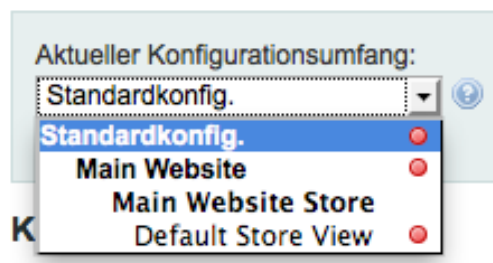 Aktueller Konfigurationsumfang:
Standardkonfig.
Standardkonfig.
Main Website
Main Website Store
K
Default Store View